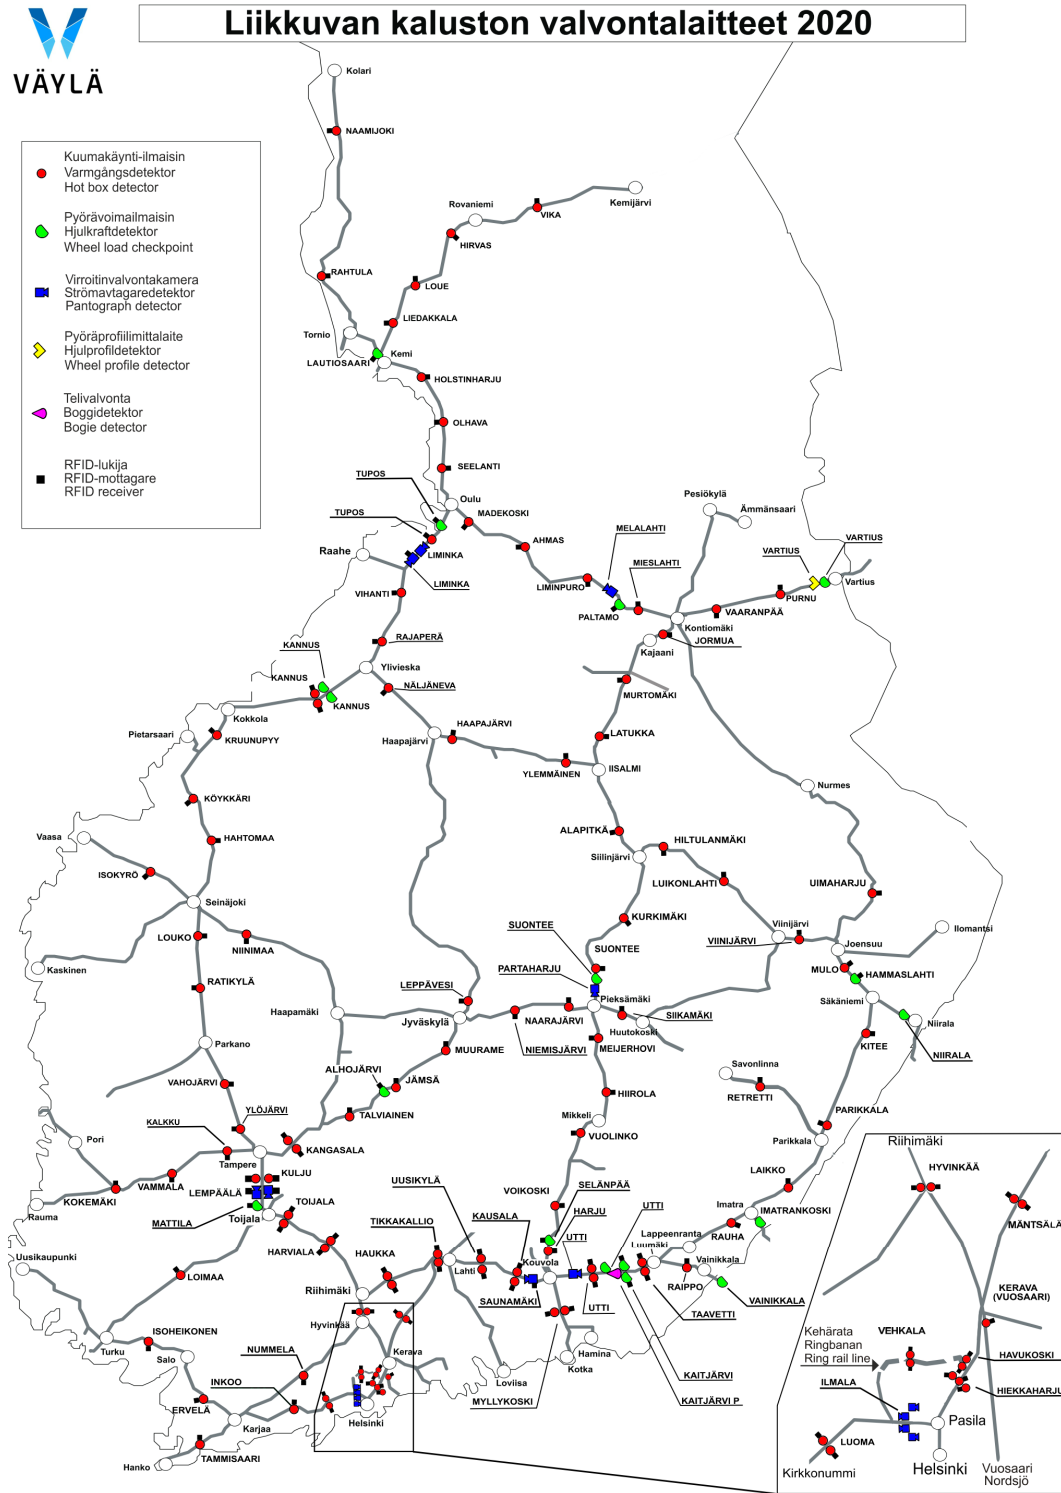 Liikkuvan kaluston valvontalaitteet 2020
VÄYLÄ
Kuumakäynti-ilmaisin
Varmgångsdetektor
Hot box detector
Pyörävoimailmaisin
Hjulkraftdetektor
Wheel load checkpoint
Virroitinvalvontakamera
Strömavtagaredetektor
Pantograph detector
Pyöräprofiilimittalaite
Hjulprofildetektor
Wheel profile detector
Telivalvonta
Boggidetektor
Bogie detector
RFID-lukija
RFID-mottagare
RFID receiver
Kolari
NAAMIJOKI
Kemijärvi
Rovaniemi
VIKA
HIRVAS
RAHTULA
LOUE
LIEDAKKALA
Tornio
Kemi
LAUTIOSAARI
HOLSTINHARJU
OLHAVA
SEELANTI
TUPOS
Oulu
TUPOS
MADEKOSKI
Pesiökylä
Ämmänsaari
MELALAHTI
VARTIUS
VARTIUS
AHMAS
Raahe
LIMINKA
MIESLAHTI
LIMINKA
LIMINPURO
Vartius
VIHANTI
PURNU
PALTAMO
VAARANPÄÄ
Kontiomäki
RAJAPERÄ
JORMUA
KANNUS
Kajaani
Ylivieska
KANNUS
NÄLJÄNEVA
MURTOMÄKI
KANNUS
Kokkola
HAAPAJÄRVI
Pietarsaari
KRUUNUPYY
Haapajärvi
LATUKKA
YLEMMÄINEN
IISALMI
Nurmes
KÖYKKÄRI
Vaasa
HAHTOMAA
ALAPITKÄ
HILTULANMÄKI
Siilinjärvi
ISOKYRÖ
LUIKONLAHTI
UIMAHARJU
Seinäjoki
KURKIMÄKI
SUONTEE
Viinijärvi
Ilomantsi
LOUKO
NIINIMAA
VIINIJÄRVI
SUONTEE
Joensuu
Kaskinen
PARTAHARJU
MULO
HAMMASLAHTI
RATIKYLÄ
LEPPÄVESI
Pieksämäki
Säkäniemi
Haapamäki
Jyväskylä
NAARAJÄRVI
SIIKAMÄKI
Niirala
Huutokoski
Parkano
NIEMISJÄRVI
MEIJERHOVI
KITEE
MUURAME
NIIRALA
ALHOJÄRVI
Savonlinna
VAHOJÄRVI
JÄMSÄ
HIIROLA
RETRETTI
YLÖJÄRVI
TALVIAINEN
Mikkeli
PARIKKALA
KALKKU
VUOLINKO
Parikkala
Pori
KANGASALA
Tampere
KULJU
LAIKKO
VAMMALA
LEMPÄÄLÄ
UUSIKYLÄ
SELÄNPÄÄ
KOKEMÄKI
TOIJALA
VOIKOSKI
UTTI
Imatra
IMATRANKOSKI
Rauma
MATTILA
KAUSALA
HARJU
Toijala
TIKKAKALLIO
UTTI
Lappeenranta
RAUHA
HARVIALA
HAUKKA
Luumäki
Uusikaupunki
Kouvola
Vainikkala
Lahti
LOIMAA
RAIPPO
Riihimäki
SAUNAMÄKI
UTTI
VAINIKKALA
TAAVETTI
Hyvinkää
ISOHEIKONEN
Turku
Hamina
Salo
NUMMELA
Kerava
Kotka
Loviisa
KAITJÄRVI
INKOO
MYLLYKOSKI
KAITJÄRVI P
ERVELÄ
Karjaa
Helsinki
TAMMISAARI
Hanko
Riihimäki
HYVINKÄÄ
MÄNTSÄLÄ
KERAVA
(VUOSAARI)
Kehärata
Ringbanan
Ring rail line
VEHKALA
HAVUKOSKI
ILMALA
HIEKKAHARJU
Pasila
LUOMA
Kirkkonummi
Helsinki
Vuosaari
Nordsjö